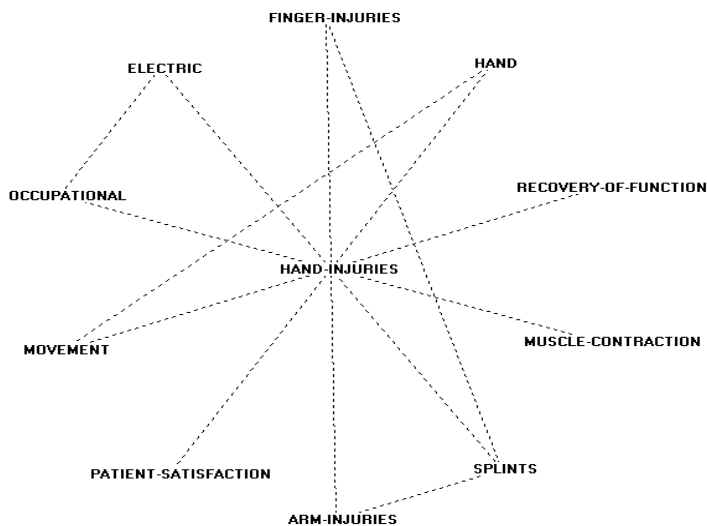 FINGER-INJURIES
ELECTRIC
HAND
OCCUPATIONAL
RECOVERY-OF-FUNCTION
HAND-INJURIES
MOVEMENT
MUSCLE-CONTRACTION
PATIENT-SATISFACTION
SPLINTS
ARM-INJURIES